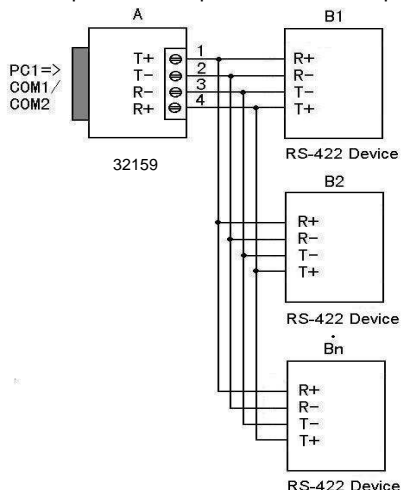 A
B1
PC1=>
COM1/
COM2
T+
T−
R−
R+
1
2
3
4
R+
R−
T−
T+
32159
RS-422 Device
B2
R+
R−
T−
T+
RS-422 Device
Bn
R+
R−
T−
T+
RS-422 Device